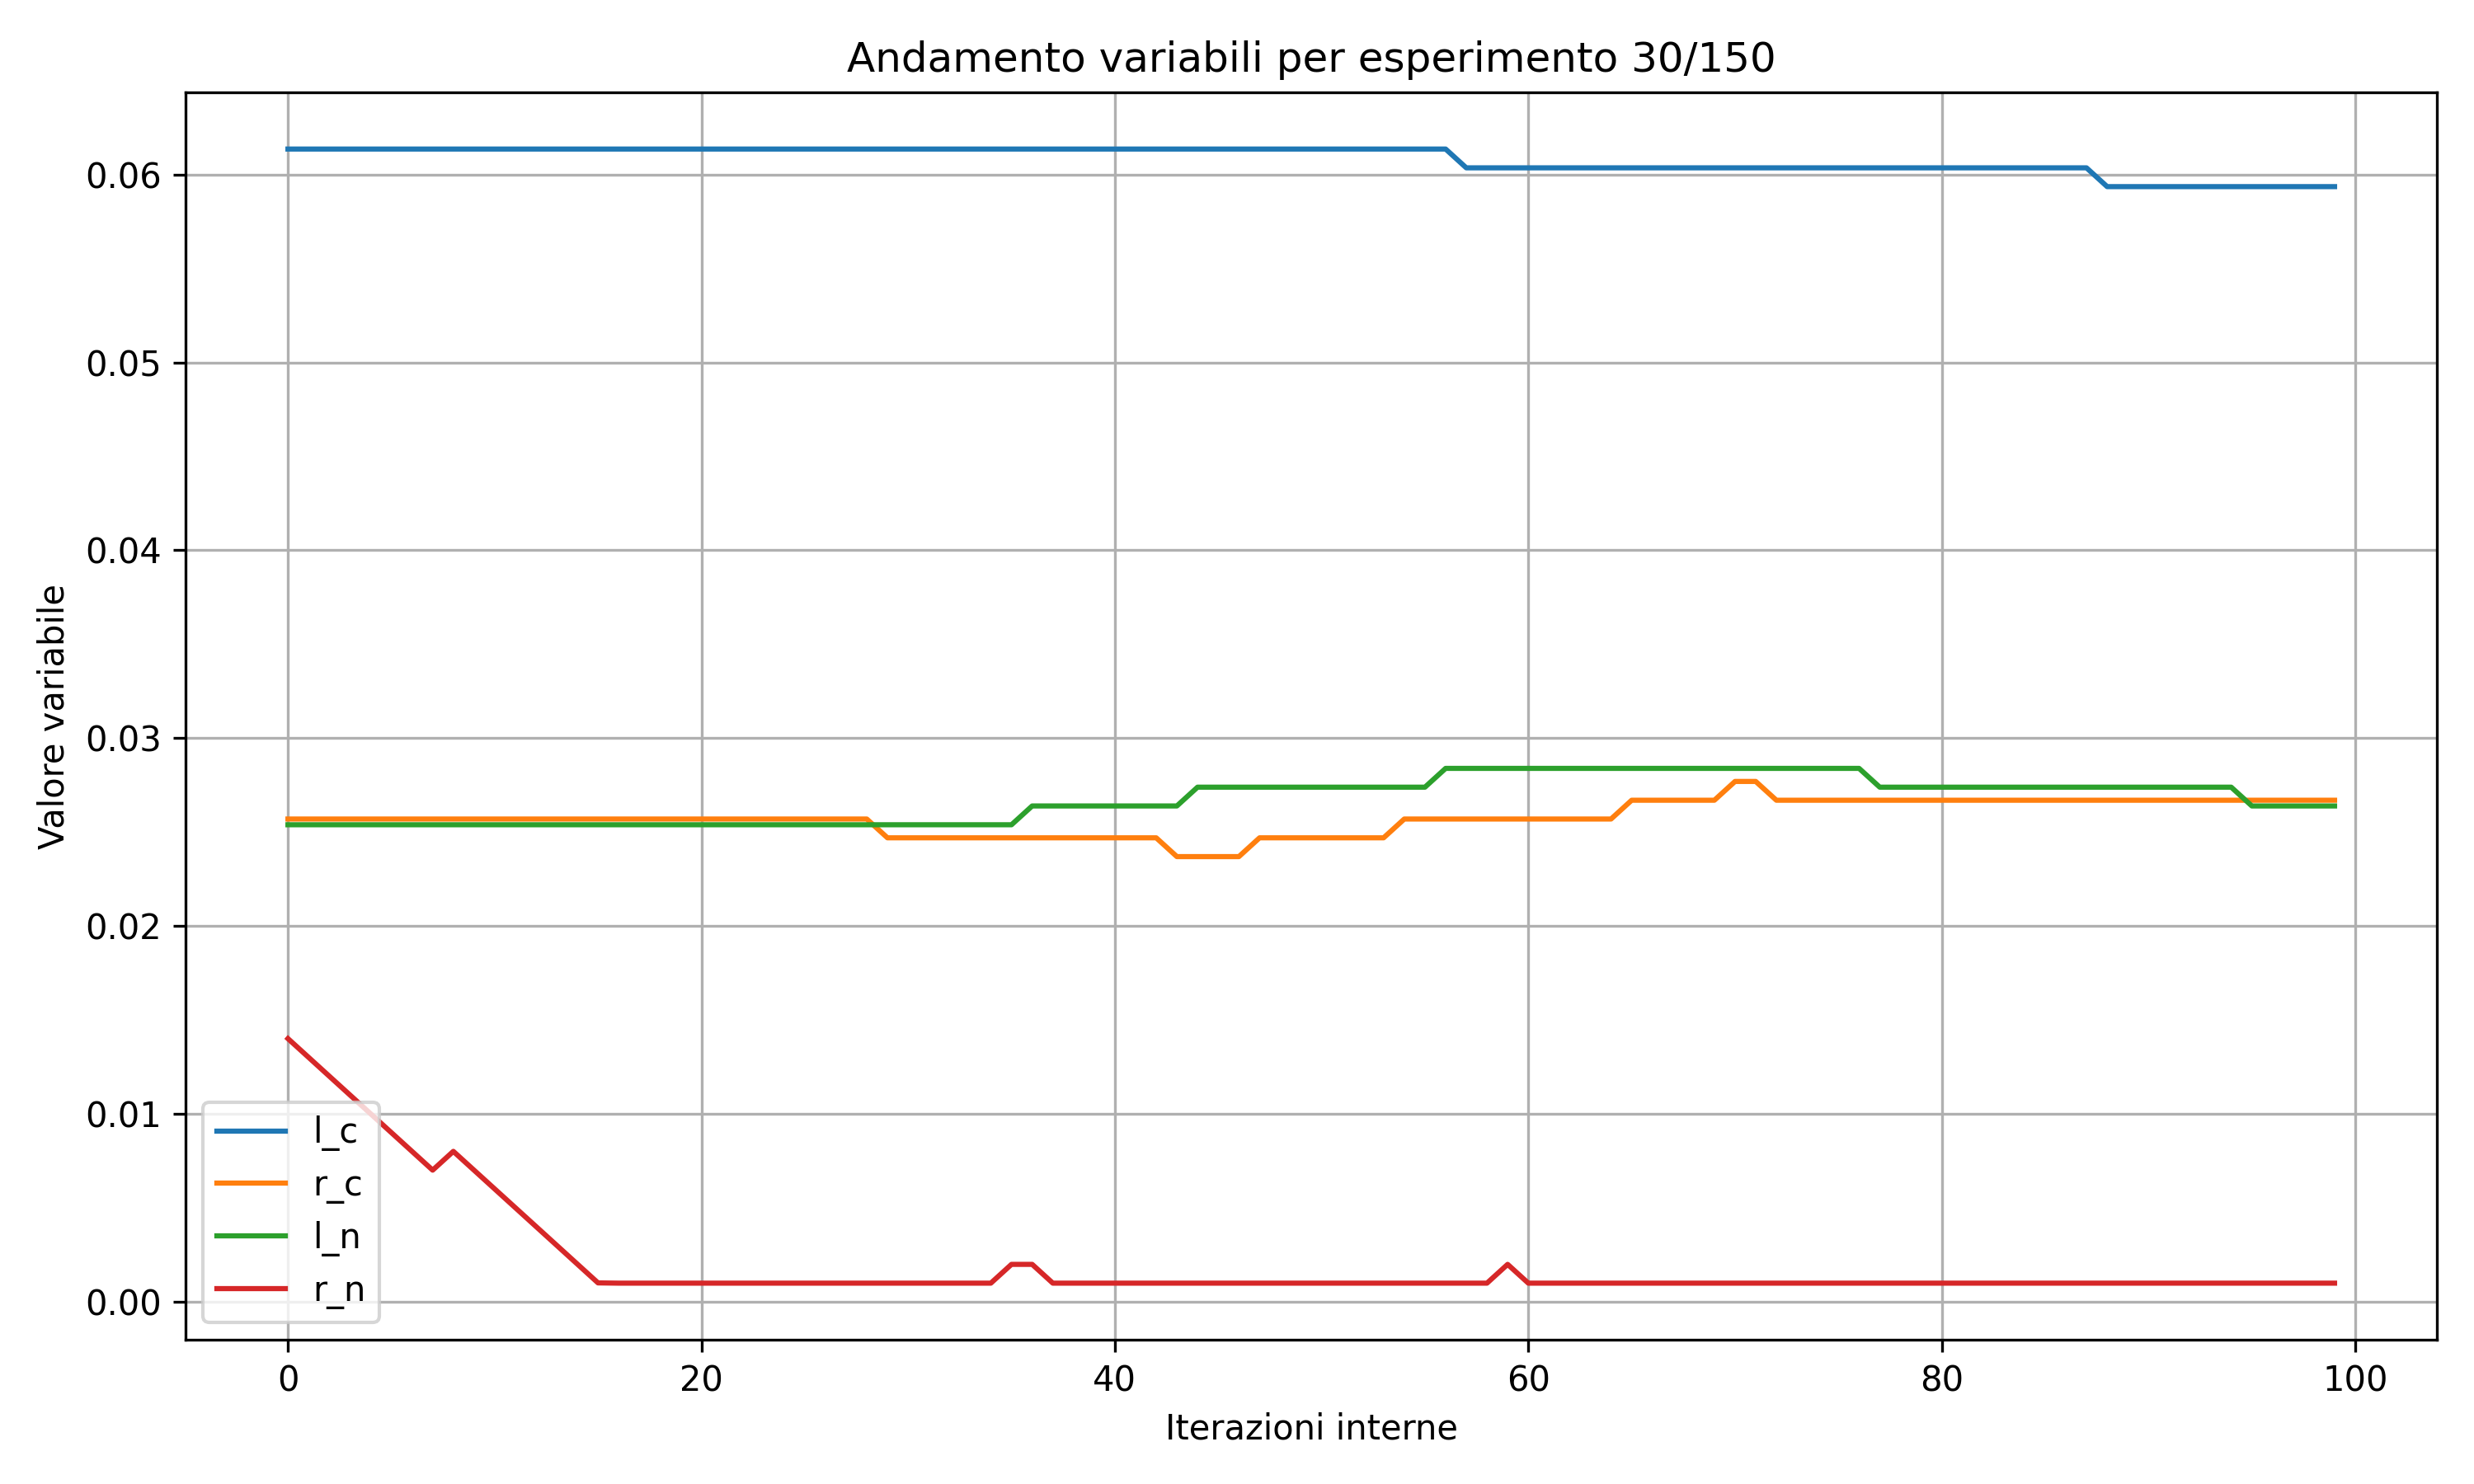 Andamento variabili per esperimento 30/150
Valore variabile
0.06
0.05
0.04
0.03
0.02
0.01
0.00
l_c
r_c
l_n
r_n
0 20 40 60 80 100
Iterazioni interne